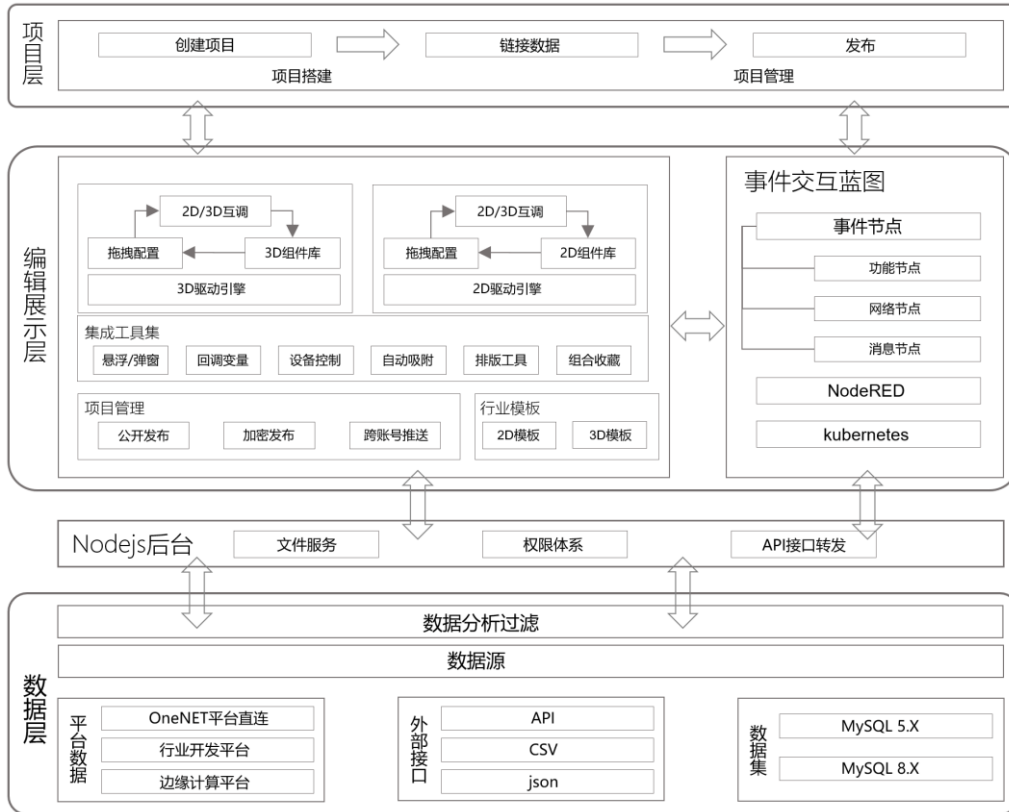 项目层
创建项目
链接数据
发布
项目搭建
项目管理
编辑展示层
2D/3D互调
拖拽配置
3D组件库
3D驱动引擎
2D/3D互调
拖拽配置
2D组件库
2D驱动引擎
集成工具集
悬浮/弹窗
回调变量
设备控制
自动吸附
排版工具
组合收藏
项目管理
公开发布
加密发布
跨账号推送
行业模板
2D模板
3D模板
事件交互蓝图
事件节点
功能节点
网络节点
消息节点
NodeRED
kubernetes
Nodejs后台
文件服务
权限体系
API接口转发
数据层
数据分析过滤
数据源
平台数据
OneNET平台直连
行业开发平台
边缘计算平台
外部接口
API
CSV
json
数据集
MySQL 5.X
MySQL 8.X